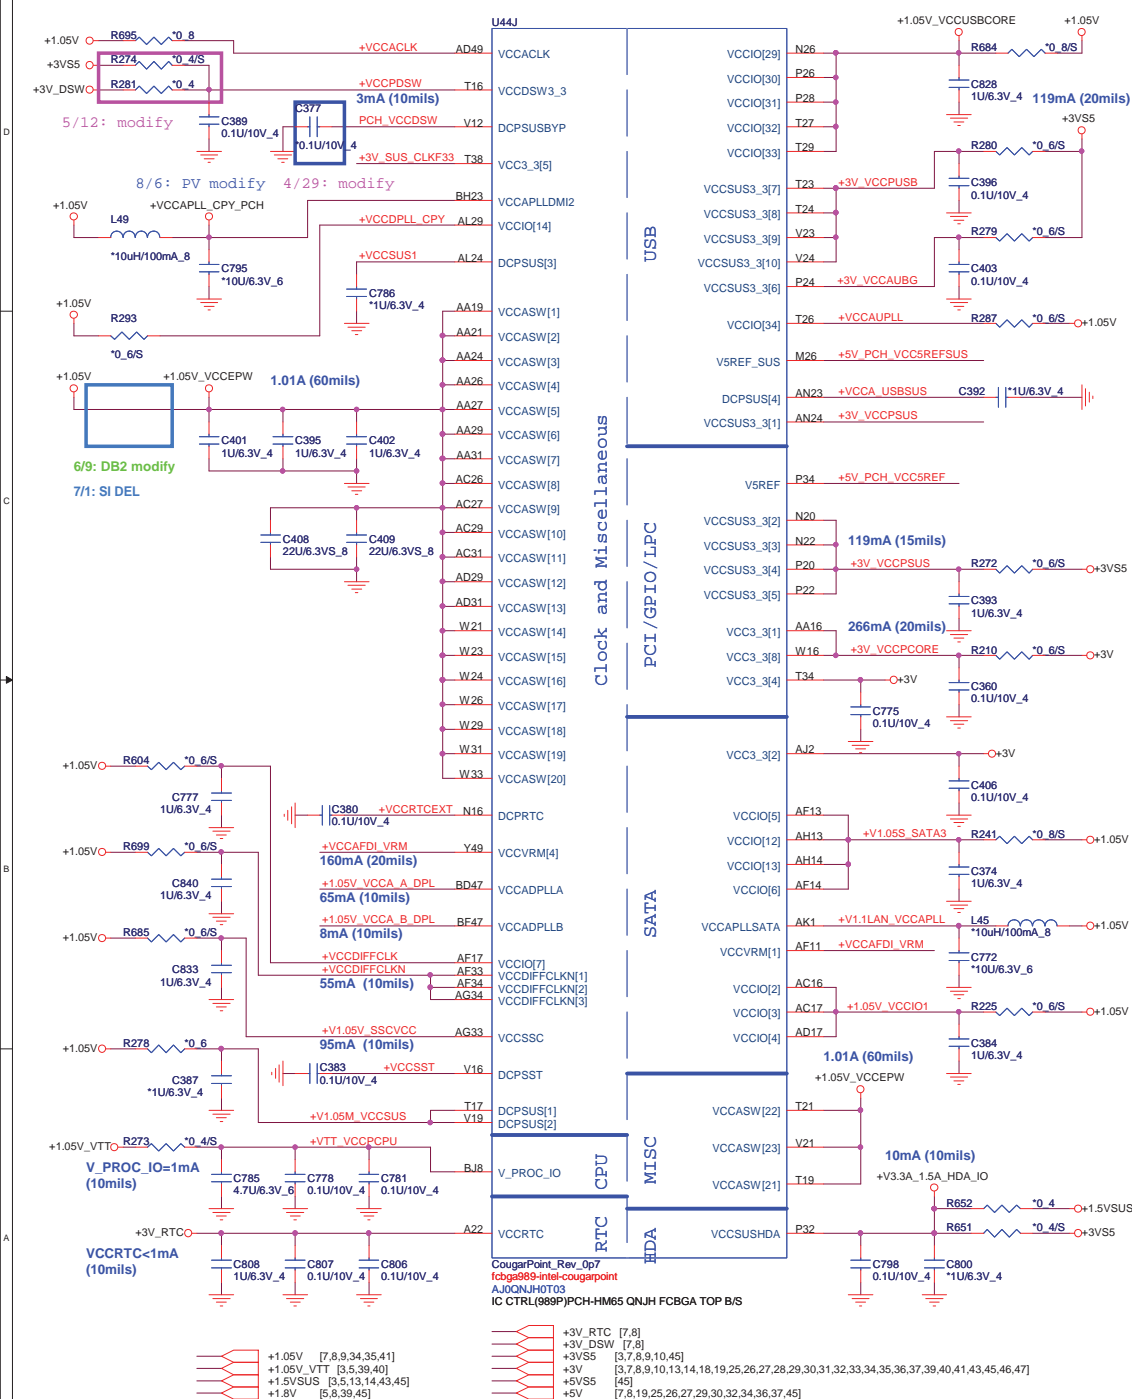 U44J
+1.05V R695 *0_8 +VCCACLK AD49 VCCACLK
+3VS5 R274 *0_4/S
+3V_DSW R281 *0_4 +VCCPDSW T16 VCCDSW3_3
3mA (10mils)
5/12: modify
C389
0.1U/10V_4
C377
*0.1U/10V_4
PCH_VCCDSW V12 DCPSUSBYP
+3V_SUS_CLKF33 T38 VCC3_3[5]
8/6: PV modify 4/29: modify
+1.05V +VCCAPLL_CPY_PCH BH23 VCCAPLLDMI2
L49
*10uH/100mA_8
C795
*10U/6.3V_6
+VCCDPLL_CPY AL29 VCCIO[14]
+VCCSUS1 AL24 DCPSUS[3]
C786
*1U/6.3V_4
+1.05V
R293
*0_6/S
+1.05V +1.05V_VCCEPW 1.01A (60mils)
C401
1U/6.3V_4
C395
1U/6.3V_4
C402
1U/6.3V_4
6/9: DB2 modify
7/1: SI DEL
C408
22U/6.3VS_8
C409
22U/6.3VS_8
AA19 VCCASW[1]
AA21 VCCASW[2]
AA24 VCCASW[3]
AA26 VCCASW[4]
AA27 VCCASW[5]
AA29 VCCASW[6]
AA31 VCCASW[7]
AC26 VCCASW[8]
AC27 VCCASW[9]
AC29 VCCASW[10]
AC31 VCCASW[11]
AD29 VCCASW[12]
AD31 VCCASW[13]
W21 VCCASW[14]
W23 VCCASW[15]
W24 VCCASW[16]
W26 VCCASW[17]
W29 VCCASW[18]
W31 VCCASW[19]
W33 VCCASW[20]
+1.05V R604 *0_6/S
C777
1U/6.3V_4
C380
0.1U/10V_4
+VCCRTCEXT N16 DCPRTC
+VCCAFDI_VRM Y49 VCCVRM[4]
160mA (20mils)
+1.05V R699 *0_6/S
C840
1U/6.3V_4
+1.05V_VCCA_A_DPL BD47 VCCADPLLA
65mA (10mils)
+1.05V_VCCA_B_DPL BF47 VCCADPLLB
8mA (10mils)
+1.05V R685 *0_6/S
C833
1U/6.3V_4
+VCCDIFFCLK AF17 VCCIO[7]
+VCCDIFFCLKN AF33 VCCDIFFCLKN[1]
55mA (10mils)
AF34 VCCDIFFCLKN[2]
AG34 VCCDIFFCLKN[3]
+V1.05V_SSCVCC AG33 VCCSSC
95mA (10mils)
+1.05V R278 *0_6
C387
*1U/6.3V_4
C383
0.1U/10V_4
+VCCSST V16 DCPSST
+V1.05M_VCCSUS T17 DCPSUS[1]
V19 DCPSUS[2]
+1.05V_VTT R273 *0_4/S +VTT_VCCPCPU
V_PROC_IO=1mA
(10mils)
C785
4.7U/6.3V_6
C778
0.1U/10V_4
C781
0.1U/10V_4
BJ8 V_PROC_IO
+3V_RTC A22 VCCRTC
VCCRTC<1mA
(10mils)
C808
1U/6.3V_4
C807
0.1U/10V_4
C806
0.1U/10V_4
Clock and Miscellaneous
USB
PCI/GPIO/LPC
SATA
CPU
MISC
RTC
HDA
+1.05V_VCCUSBCORE +1.05V
VCCIO[29] N26 R684 *0_8/S
VCCIO[30] P26
VCCIO[31] P28
VCCIO[32] T27
VCCIO[33] T29
C828
1U/6.3V_4
119mA (20mils)
+3VS5
R280 *0_6/S
VCCSUS3_3[7] T23 +3V_VCCPUSB
VCCSUS3_3[8] T24
VCCSUS3_3[9] V23
VCCSUS3_3[10] V24
VCCSUS3_3[6] P24 +3V_VCCAUBG
C396
0.1U/10V_4
R279 *0_6/S
C403
0.1U/10V_4
VCCIO[34] T26 +VCCAUPLL R287 *0_6/S +1.05V
V5REF_SUS M26 +5V_PCH_VCC5REFSUS
DCPSUS[4] AN23 +VCCA_USBSUS C392 *1U/6.3V_4
VCCSUS3_3[1] AN24 +3V_VCCPSUS
V5REF P34 +5V_PCH_VCC5REF
VCCSUS3_3[2] N20
VCCSUS3_3[3] N22 119mA (15mils)
VCCSUS3_3[4] P20 +3V_VCCPSUS R272 *0_6/S +3VS5
VCCSUS3_3[5] P22
C393
1U/6.3V_4
VCC3_3[1] AA16 266mA (20mils)
VCC3_3[8] W16 +3V_VCCPCORE R210 *0_6/S +3V
VCC3_3[4] T34 +3V
C360
0.1U/10V_4
C775
0.1U/10V_4
VCC3_3[2] AJ2 +3V
C406
0.1U/10V_4
VCCIO[5] AF13
VCCIO[12] AH13 +V1.05S_SATA3 R241 *0_8/S +1.05V
VCCIO[13] AH14
VCCIO[6] AF14
C374
1U/6.3V_4
VCCAPLLSATA AK1 +V1.1LAN_VCCAPLL L45 +1.05V
*10uH/100mA_8
VCCVRM[1] AF11 +VCCAFDI_VRM
C772
*10U/6.3V_6
VCCIO[2] AC16
VCCIO[3] AC17 +1.05V_VCCIO1 R225 *0_6/S +1.05V
VCCIO[4] AD17
C384
1U/6.3V_4
1.01A (60mils)
+1.05V_VCCEPW
VCCASW[22] T21
VCCASW[23] V21
VCCASW[21] T19
10mA (10mils)
+V3.3A_1.5A_HDA_IO
R652 *0_4 +1.5VSUS
VCCSUSHDA P32 R651 *0_4/S +3VS5
C798
0.1U/10V_4
C800
*1U/6.3V_4
CougarPoint_Rev_0p7
fcbga989-intel-cougarpoint
AJ0QNJH0T03
IC CTRL(989P)PCH-HM65 QNJH FCBGA TOP B/S
+1.05V [7,8,9,34,35,41]
+1.05V_VTT [3,5,39,40]
+1.5VSUS [3,5,13,14,43,45]
+1.8V [5,8,39,45]
+3V_RTC [7,8]
+3V_DSW [7,8]
+3VS5 [3,7,8,9,10,45]
+3V [3,7,8,9,10,13,14,18,19,25,26,27,28,29,30,31,32,33,34,35,36,37,39,40,41,43,45,46,47]
+5VS5 [45]
+5V [7,8,19,25,26,27,29,30,32,34,36,37,45]
D
C
B
A